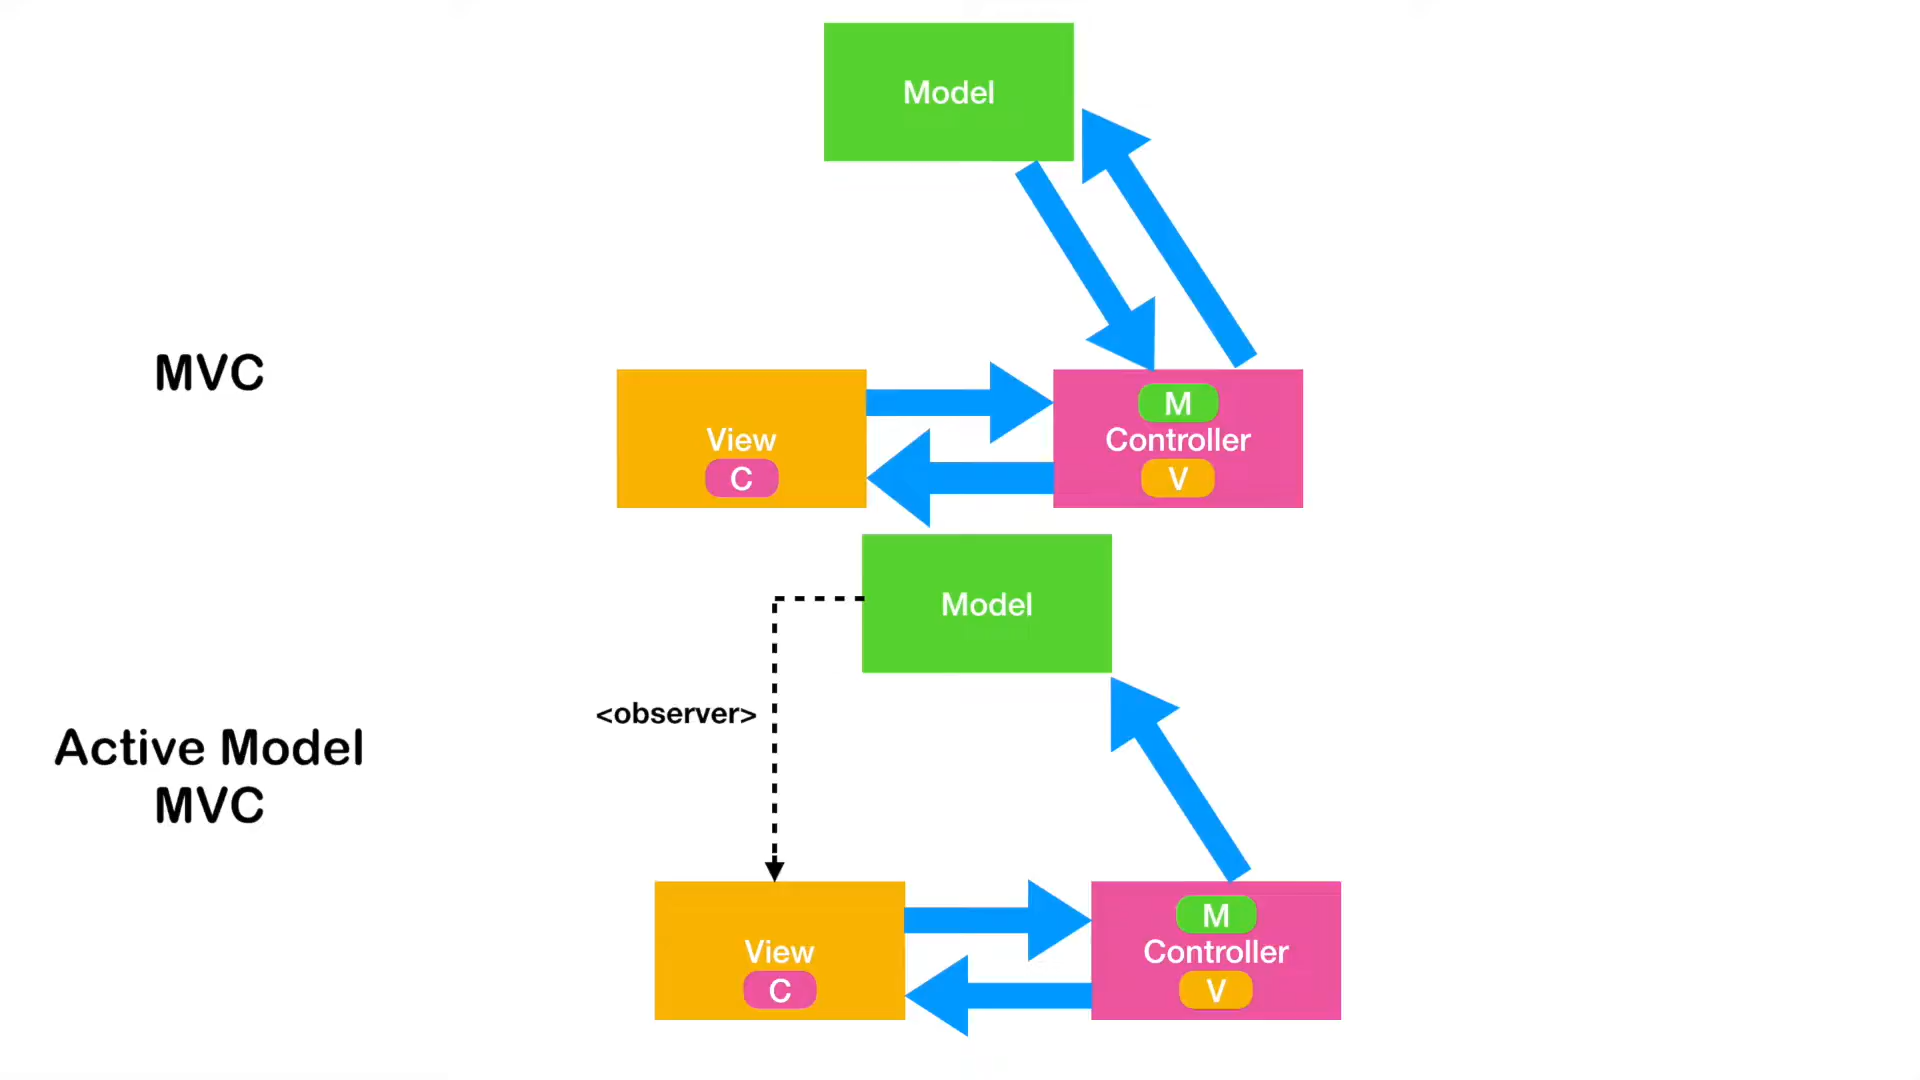 Model
MVC
M
View
Controller
C
V
Model
<observer>
Active Model
MVC
M
View
Controller
C
V